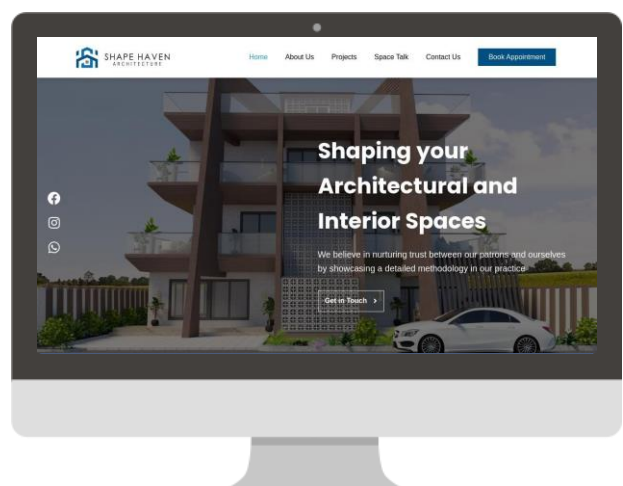 SHAPE HAVEN
ARCHITECTURE
Home About Us Projects Space Talk Contact Us Book Appointment
Shaping your
Architectural and
Interior Spaces
We believe in nurturing trust between our patrons and ourselves
by showcasing a detailed methodology in our practice
Get in Touch >